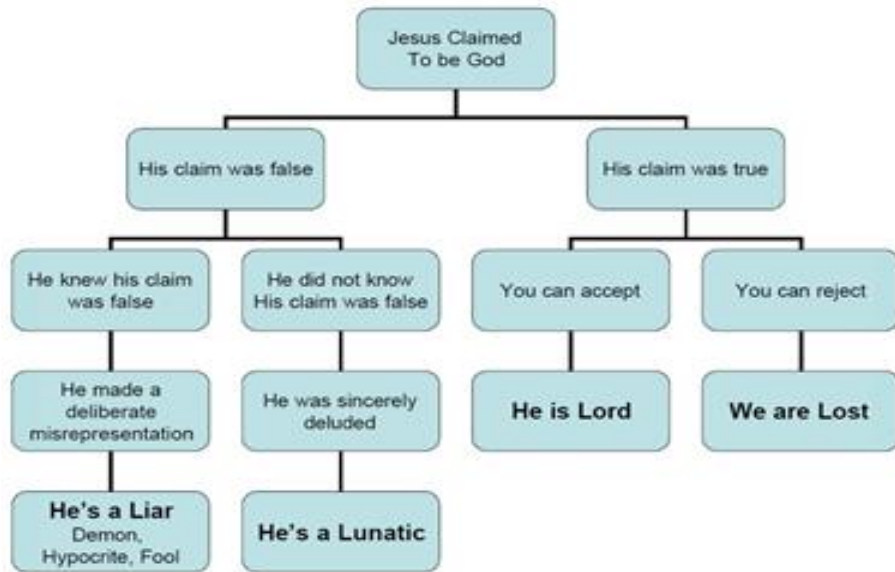 Jesus Claimed
To be God
His claim was false
His claim was true
He knew his claim
was false
He did not know
His claim was false
You can accept
You can reject
He made a
deliberate
misrepresentation
He was sincerely
deluded
He is Lord
We are Lost
He's a Liar
Demon,
Hypocrite, Fool
He's a Lunatic